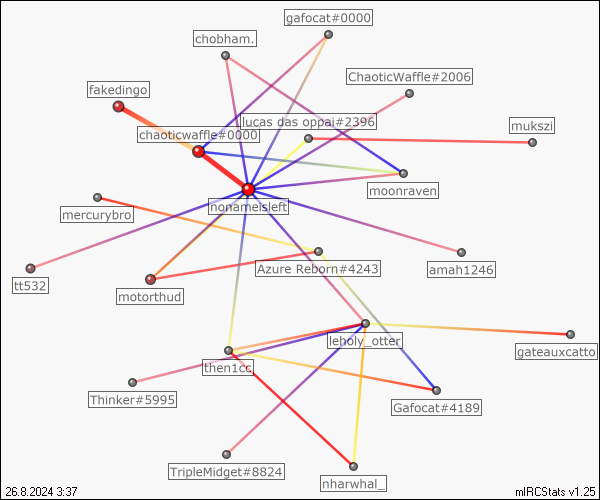 gafocat#0000
chobham.
ChaoticWaffle#2006
fakedingo
lucas das oppai#2396
mukszi
chaoticwaffle#0000
moonraven
nonameisleft
mercurybro
Azure Reborn#4243
amah1246
tt532
motorthud
leholy_otter
gateauxcatto
then1cc
Thinker#5995
Gafocat#4189
TripleMidget#8824
nharwhal_
26.8.2024 3:37
mIRCStats v1.25